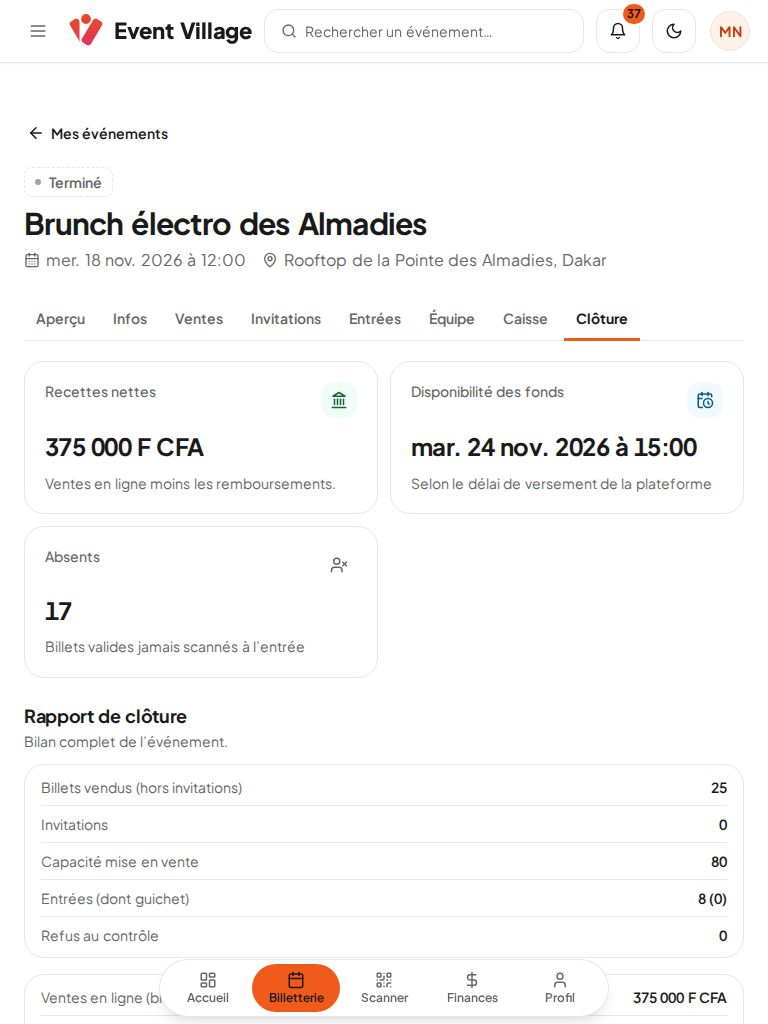 Event Village
Rechercher un événement…
37
MN
Mes événements
Terminé
Brunch électro des Almadies
mer. 18 nov. 2026 à 12:00 Rooftop de la Pointe des Almadies, Dakar
Aperçu Infos Ventes Invitations Entrées Équipe Caisse Clôture
Recettes nettes
375 000 F CFA
Ventes en ligne moins les remboursements.
Disponibilité des fonds
mar. 24 nov. 2026 à 15:00
Selon le délai de versement de la plateforme
Absents
17
Billets valides jamais scannés à l’entrée
Rapport de clôture
Bilan complet de l’événement.
Billets vendus (hors invitations) 25
Invitations 0
Capacité mise en vente 80
Entrées (dont guichet) 8 (0)
Refus au contrôle 0
Ventes en ligne 375 000 F CFA
Accueil Billetterie Scanner Finances Profil